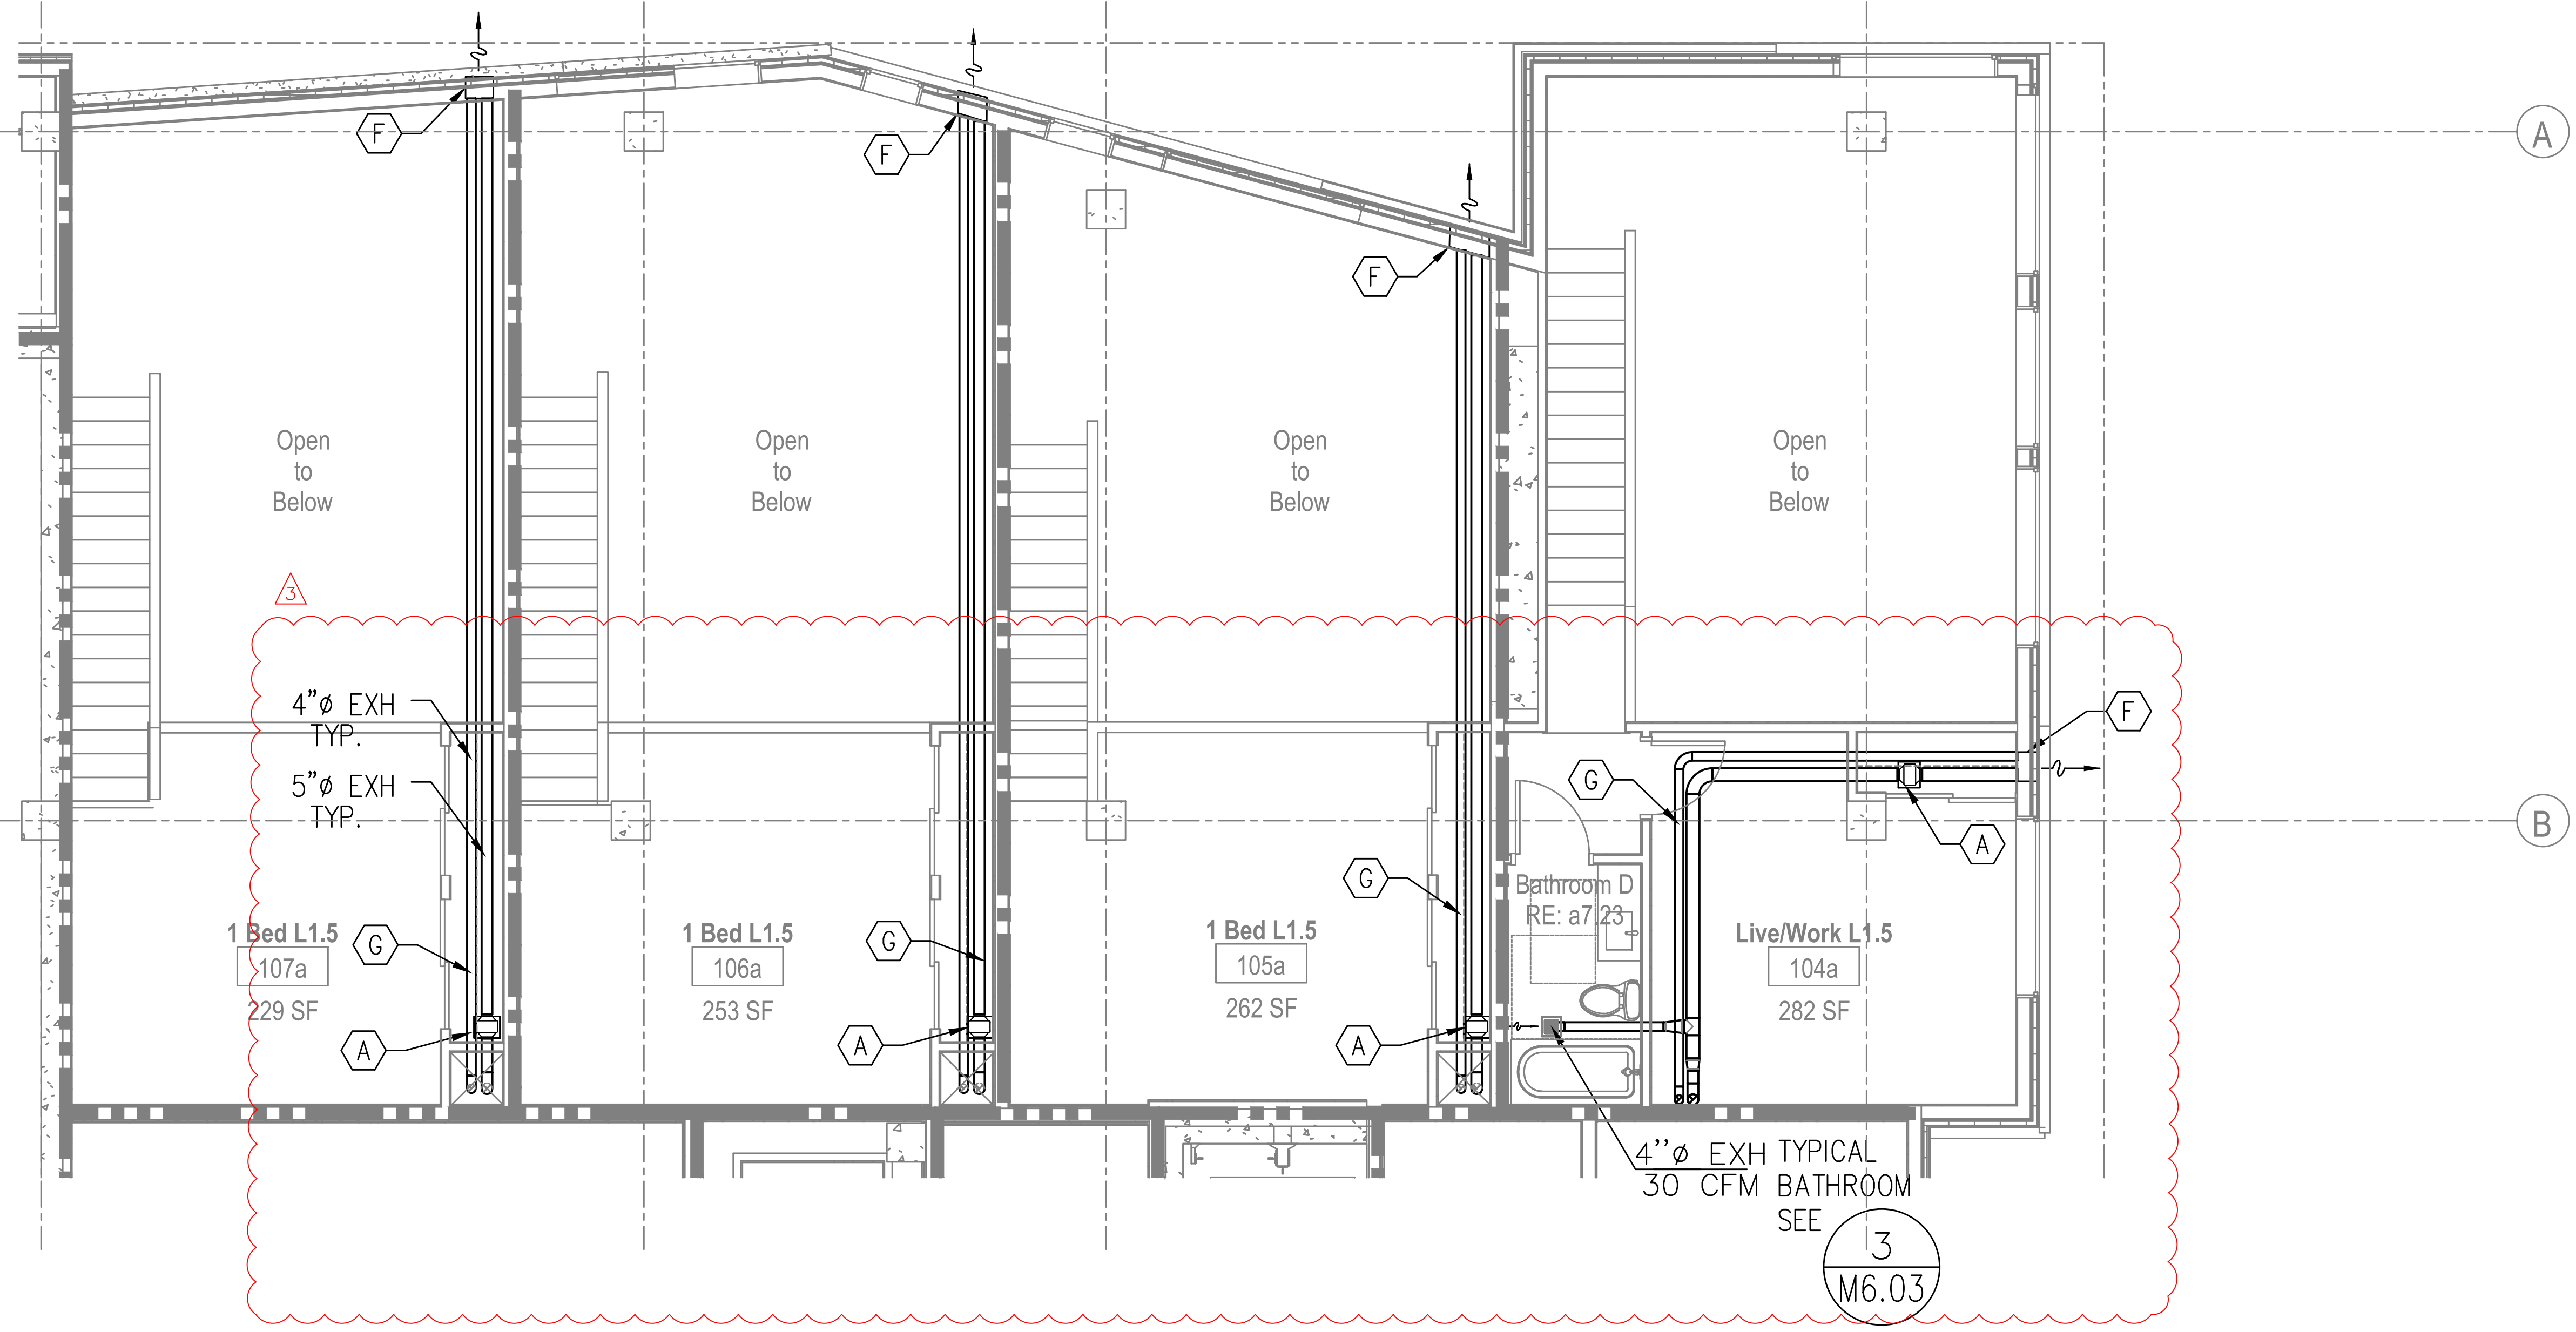 A
F
F
F
Open
to
Below
Open
to
Below
Open
to
Below
Open
to
Below
3
4"ø EXH
TYP.
5"ø EXH
TYP.
F
G
A
B
G
Bathroom D
RE: a7.23
1 Bed L1.5
107a
229 SF
G
1 Bed L1.5
106a
253 SF
G
1 Bed L1.5
105a
262 SF
Live/Work L1.5
104a
282 SF
A
A
A
4''ø EXH
30 CFM
TYPICAL
BATHROOM
SEE
3
M6.03